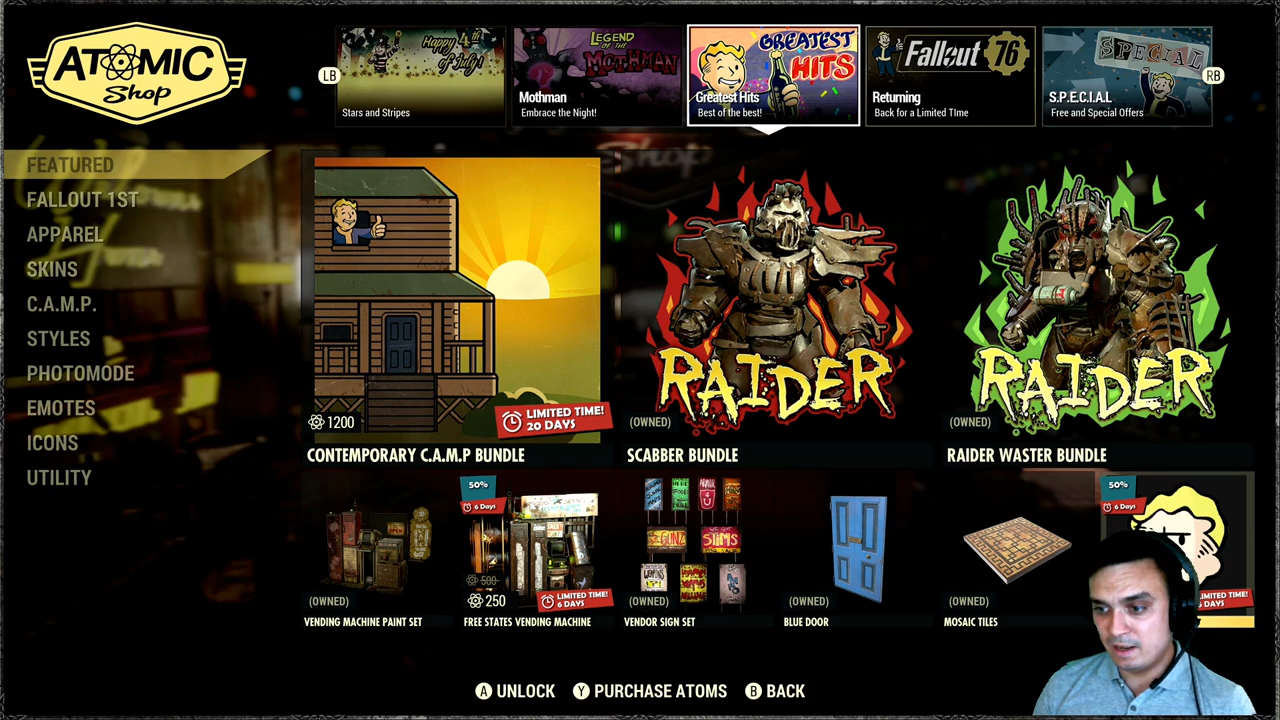 ATOMIC
Shop
LB
Happy 4th
of July!
Stars and Stripes
LEGEND
OF THE
MOTHMAN
Mothman
Embrace the Night!
GREATEST
HITS
Greatest Hits
Best of the best!
Fallout 76
Returning
Back for a Limited TIme
SPECIAL
S.P.E.C.I.A.L
Free and Special Offers
RB
FEATURED
FALLOUT 1ST
APPAREL
SKINS
C.A.M.P.
STYLES
PHOTOMODE
EMOTES
ICONS
UTILITY
1200
LIMITED TIME!
20 DAYS
CONTEMPORARY C.A.M.P BUNDLE
RAIDER
(OWNED)
SCABBER BUNDLE
RAIDER
(OWNED)
RAIDER WASTER BUNDLE
(OWNED)
VENDING MACHINE PAINT SET
50%
6 Days
500
250
LIMITED TIME!
6 DAYS
FREE STATES VENDING MACHINE
GUNZ
STIMS
(OWNED)
VENDOR SIGN SET
(OWNED)
BLUE DOOR
(OWNED)
MOSAIC TILES
50%
6 Days
LIMITED TIME!
DAYS
A UNLOCK
Y PURCHASE ATOMS
B BACK